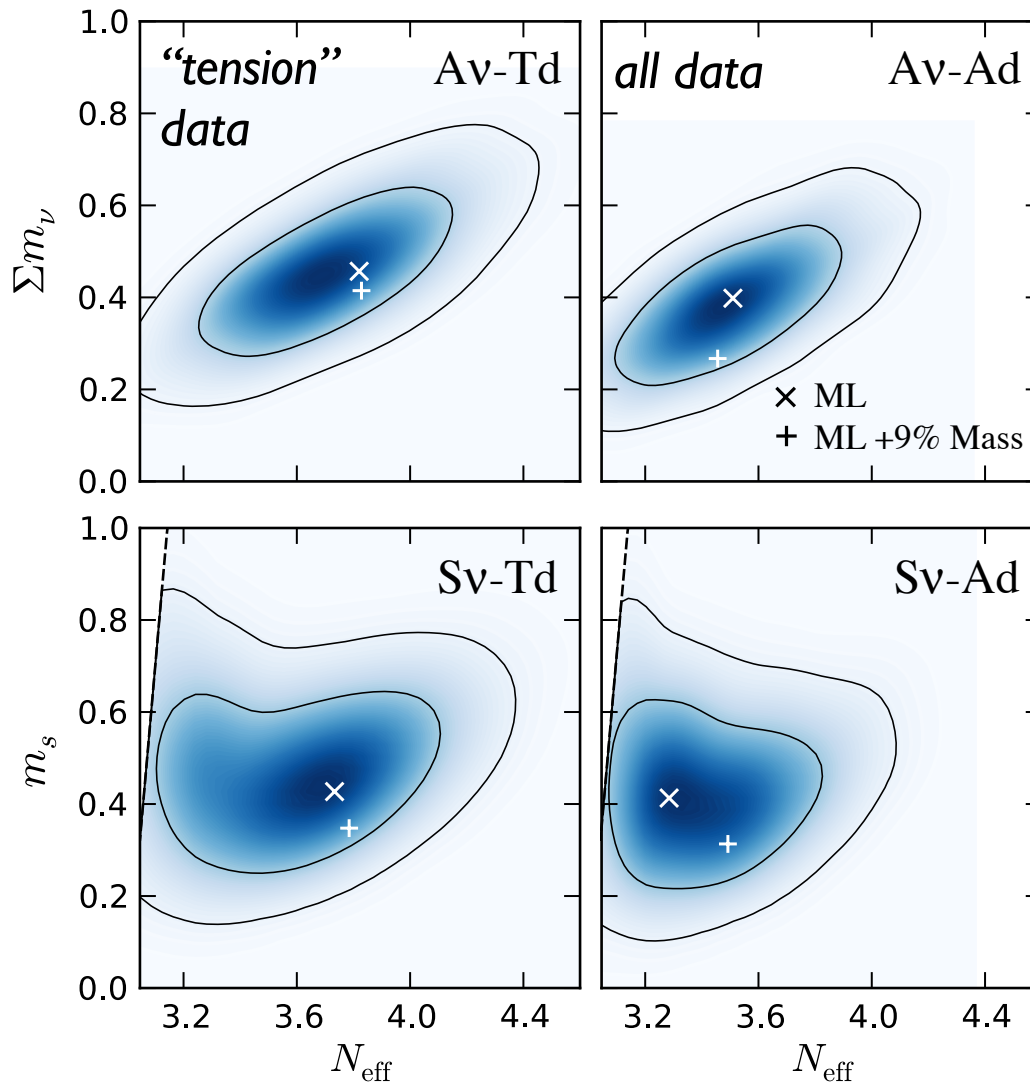 1.0
0.8
0.6
0.4
0.2
0.0
Σm_ν
“tension”
data
Aν-Td
all data
Aν-Ad
× ML
+ ML +9% Mass
1.0
0.8
0.6
0.4
0.2
0.0
m_s
Sν-Td
Sν-Ad
3.2 3.6 4.0 4.4
3.2 3.6 4.0 4.4
N_eff
N_eff